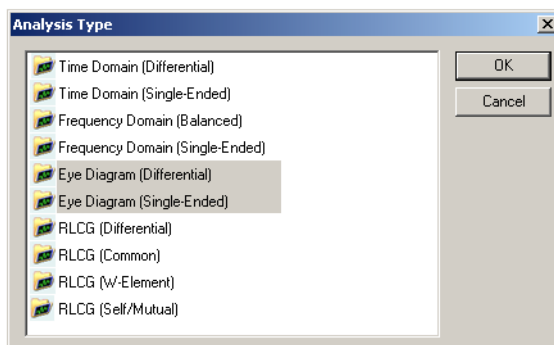 Analysis Type
Time Domain (Differential)
Time Domain (Single-Ended)
Frequency Domain (Balanced)
Frequency Domain (Single-Ended)
Eye Diagram (Differential)
Eye Diagram (Single-Ended)
RLCG (Differential)
RLCG (Common)
RLCG (W-Element)
RLCG (Self/Mutual)
OK
Cancel